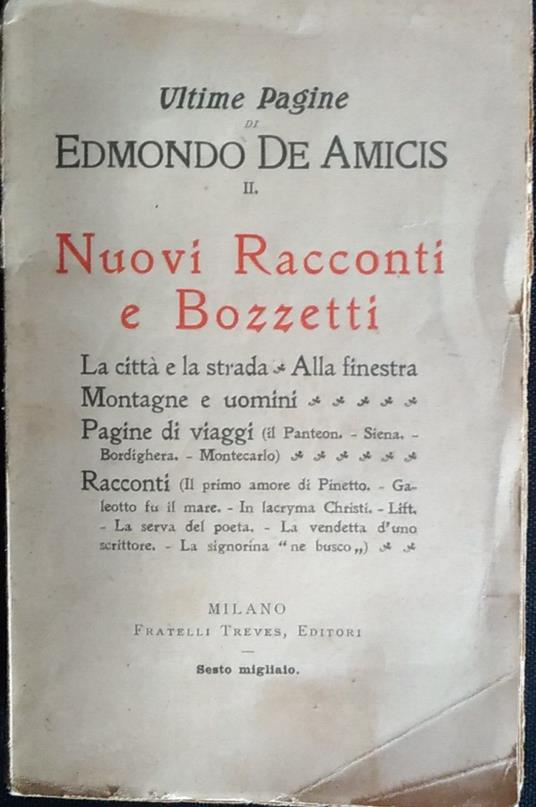 Ultime Pagine
DI
EDMONDO DE AMICIS
II.
Nuovi Racconti
e Bozzetti
La città e la strada Alla finestra
Montagne e uomini
Pagine di viaggi (il Panteon. - Siena. -
Bordighera. - Montecarlo)
Racconti (Il primo amore di Pinetto. - Ga-
leotto fu il mare. - In lacryma Christi. - Lift.
- La serva del poeta. - La vendetta d'uno
scrittore. - La signorina “ne busco„)
MILANO
FRATELLI TREVES, EDITORI
Sesto migliaio.